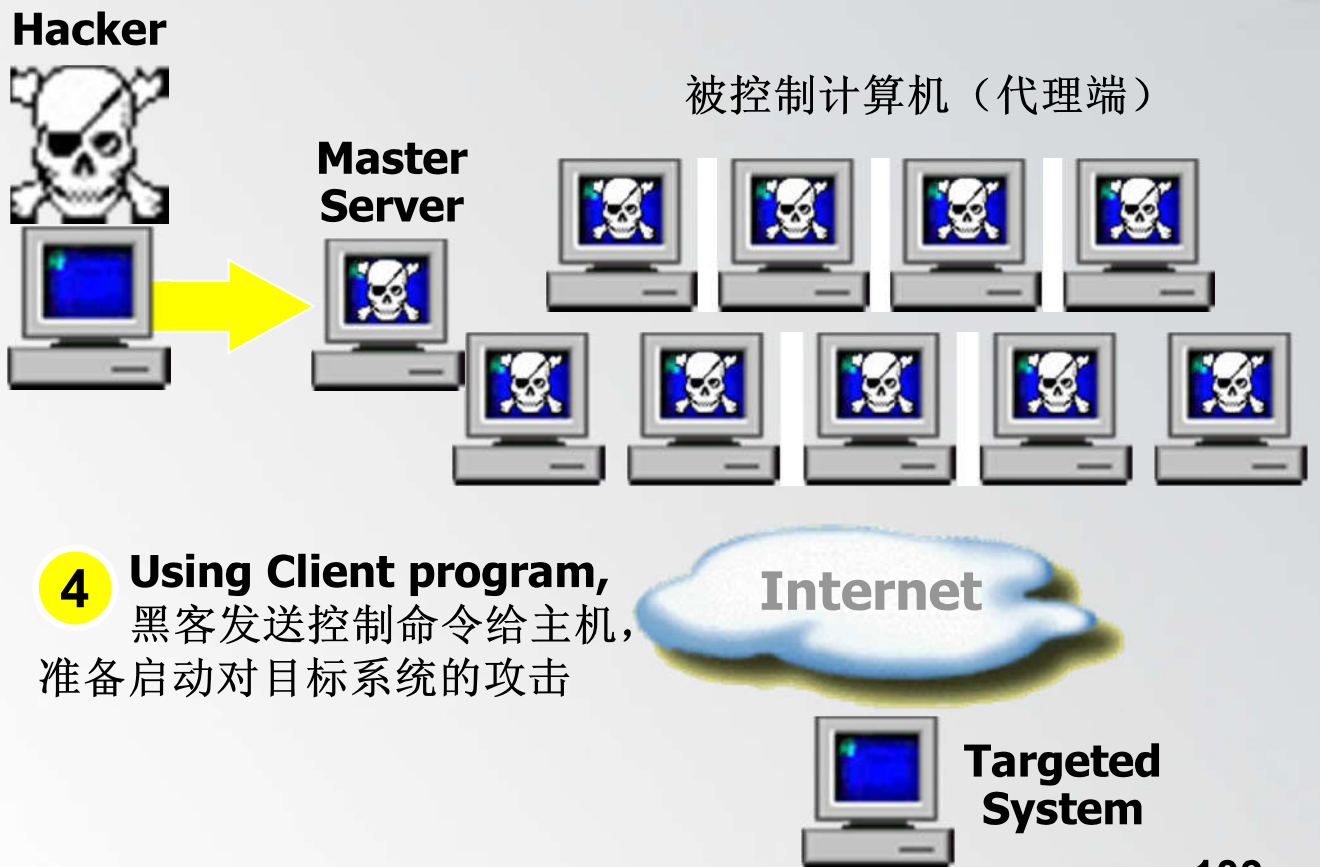 Hacker
被控制计算机（代理端）
Master
Server
4 Using Client program,
黑客发送控制命令给主机，
准备启动对目标系统的攻击
Internet
Targeted
System